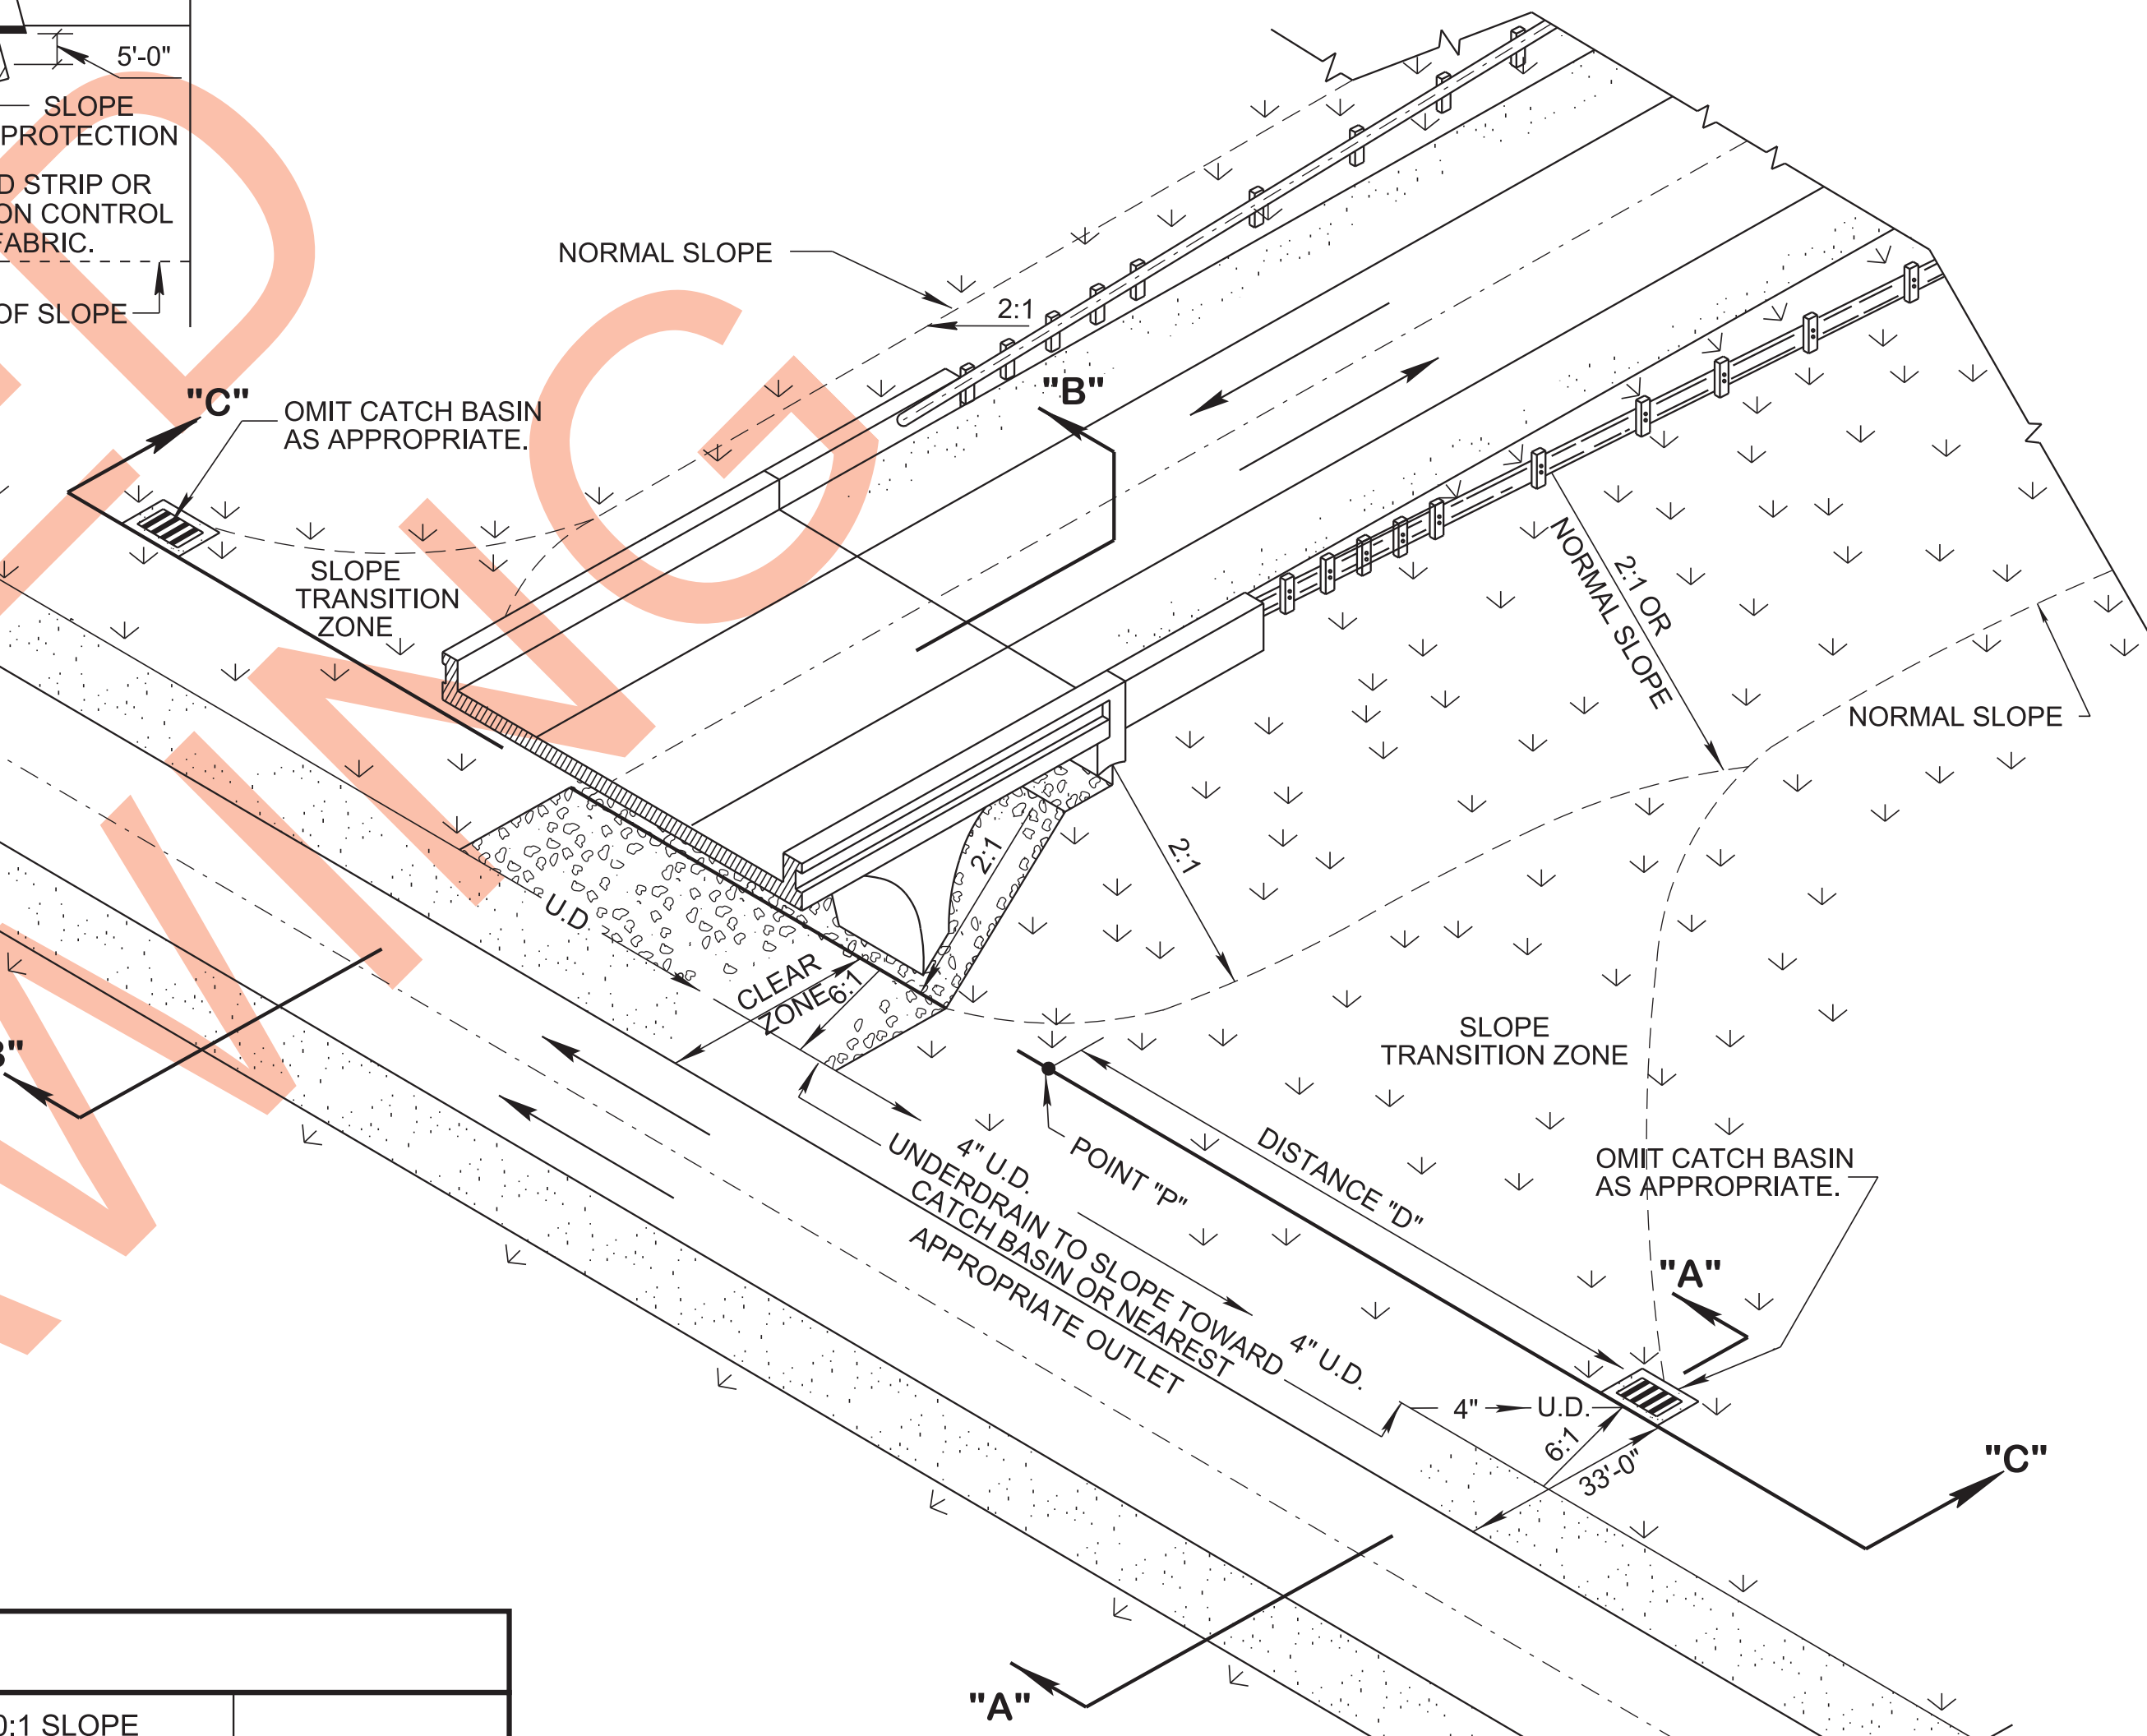 5'-0"
SLOPE
PROTECTION
STRIP OR
CONTROL
FABRIC.
OF SLOPE
NORMAL SLOPE
2:1
"C"
OMIT CATCH BASIN
AS APPROPRIATE.
"B"
SLOPE
TRANSITION
ZONE
2:1 OR
NORMAL SLOPE
NORMAL SLOPE
2:1
2:1
U.D
CLEAR
ZONE
6:1
SLOPE
TRANSITION ZONE
"B"
4" U.D.
UNDERDRAIN TO SLOPE TOWARD
CATCH BASIN OR NEAREST
APPROPRIATE OUTLET
POINT "P"
DISTANCE "D"
OMIT CATCH BASIN
AS APPROPRIATE.
"A"
4" U.D.
4" U.D.
6:1
33'-0"
"C"
"A"
0:1 SLOPE